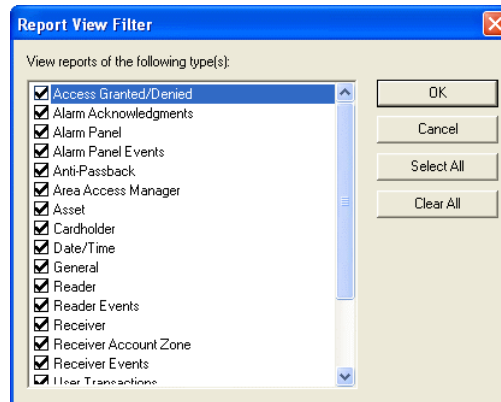 Report View Filter
View reports of the following type(s):
Access Granted/Denied
Alarm Acknowledgments
Alarm Panel
Alarm Panel Events
Anti-Passback
Area Access Manager
Asset
Cardholder
Date/Time
General
Reader
Reader Events
Receiver
Receiver Account Zone
Receiver Events
User Transactions
OK
Cancel
Select All
Clear All